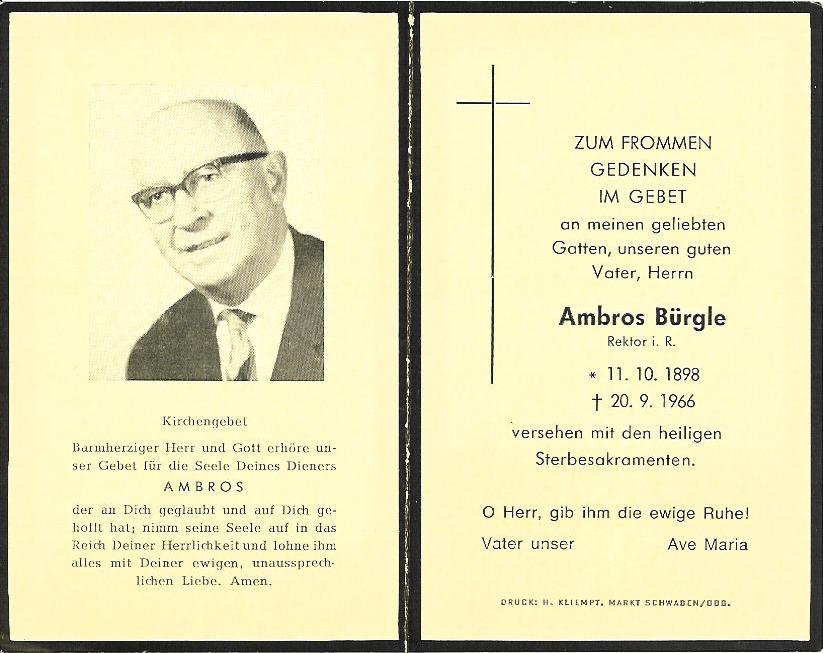 Kirchengebet
Barmherziger Herr und Gott erhöre un-
ser Gebet für die Seele Deines Dieners
AMBROS
der an Dich geglaubt und auf Dich ge-
hofft hat; nimm seine Seele auf in das
Reich Deiner Herrlichkeit und lohne ihm
alles mit Deiner ewigen, unaussprech-
lichen Liebe. Amen.
ZUM FROMMEN
GEDENKEN
IM GEBET
an meinen geliebten
Gatten, unseren guten
Vater, Herrn
Ambros Bürgle
Rektor i. R.
* 11. 10. 1898
† 20. 9. 1966
versehen mit den heiligen
Sterbesakramenten.
O Herr, gib ihm die ewige Ruhe!
Vater unser Ave Maria
DRUCK: H. KLIEMPT, MARKT SCHWABEN/OBB.